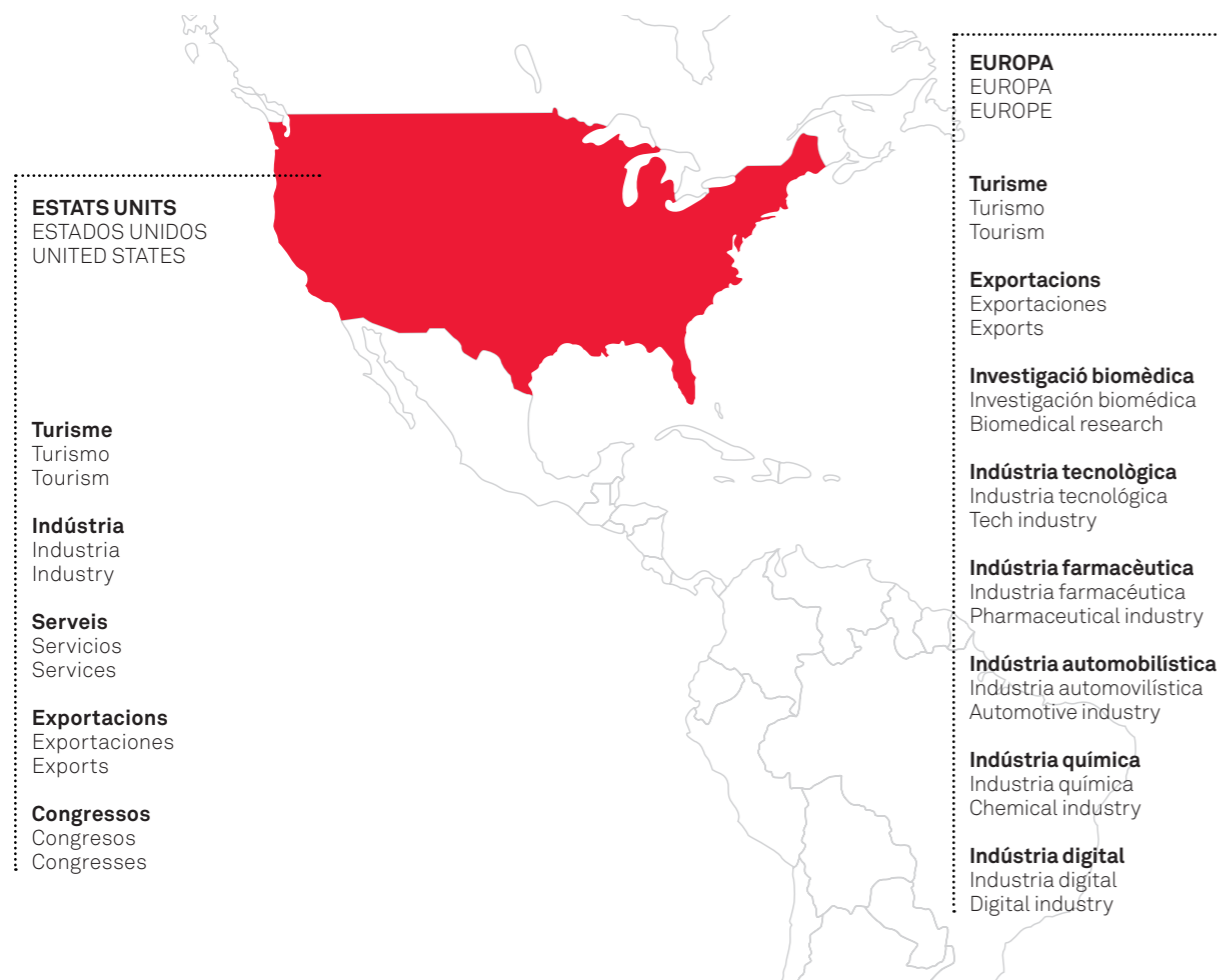 ESTATS UNITS
ESTADOS UNIDOS
UNITED STATES
Turisme
Turismo
Tourism
Indústria
Industria
Industry
Serveis
Servicios
Services
Exportacions
Exportaciones
Exports
Congressos
Congresos
Congresses
EUROPA
EUROPA
EUROPE
Turisme
Turismo
Tourism
Exportacions
Exportaciones
Exports
Investigació biomèdica
Investigación biomédica
Biomedical research
Indústria tecnològica
Industria tecnológica
Tech industry
Indústria farmacèutica
Industria farmacéutica
Pharmaceutical industry
Indústria automobilística
Industria automovilística
Automotive industry
Indústria química
Industria química
Chemical industry
Indústria digital
Industria digital
Digital industry